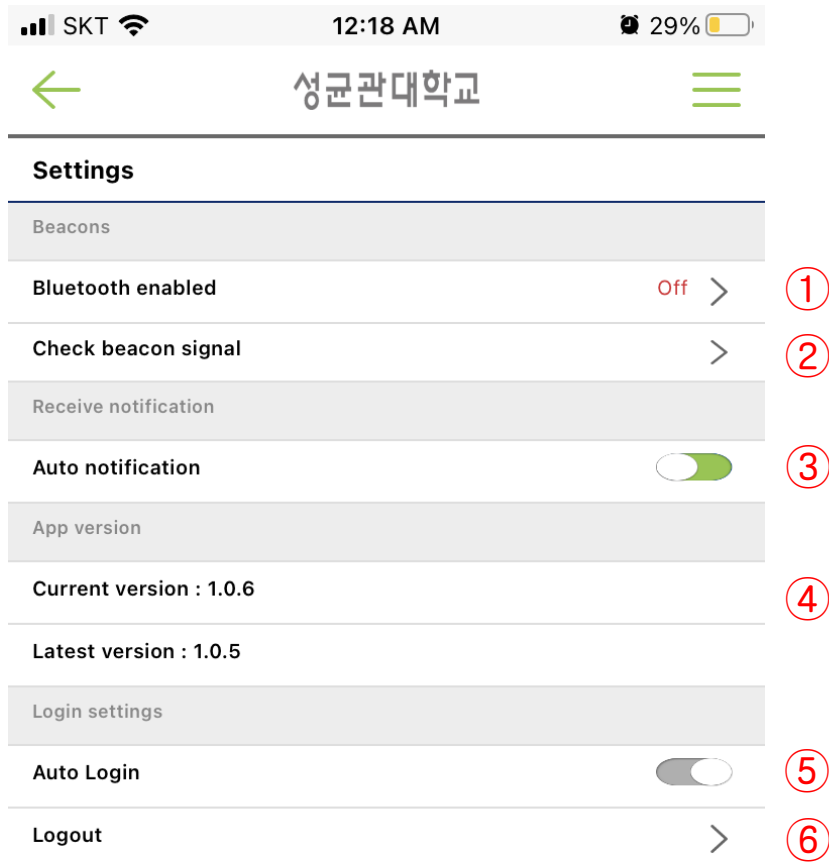 SKT 12:18 AM 29%
성균관대학교
Settings
Beacons
Bluetooth enabled Off ①
Check beacon signal ②
Receive notification
Auto notification ③
App version
Current version : 1.0.6 ④
Latest version : 1.0.5
Login settings
Auto Login ⑤
Logout ⑥